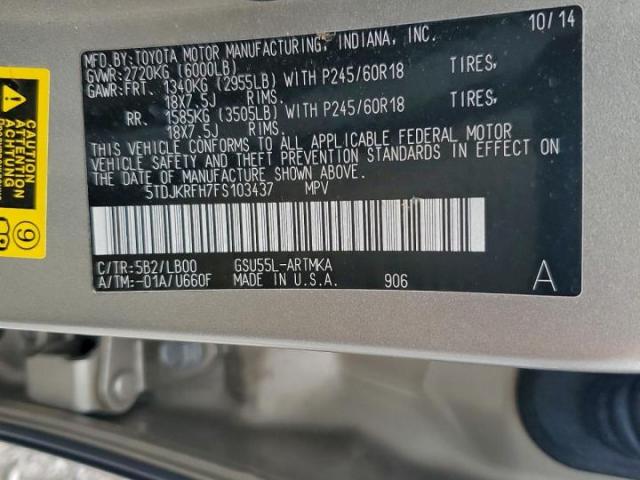 10/14
MFD. BY: TOYOTA MOTOR MANUFACTURING, INDIANA, INC.
GVWR: 2720KG (6000LB)
GAWR: FRT. 1340KG (2955LB) WITH P245/60R18 TIRES,
18X7.5J RIMS.
RR. 1585KG (3505LB) WITH P245/60R18 TIRES,
18X7.5J RIMS.
THIS VEHICLE CONFORMS TO ALL APPLICABLE FEDERAL MOTOR
VEHICLE SAFETY AND THEFT PREVENTION STANDARDS IN EFFECT ON
THE DATE OF MANUFACTURE SHOWN ABOVE.
5TDJKRFH7FS103437 MPV
C/TR: 5B2/LB00 GSU55L-ARTMKA
A/TM: -01A/U660F MADE IN U.S.A. 906
A
CAUTION
ATTENTION
ACHTUNG
9